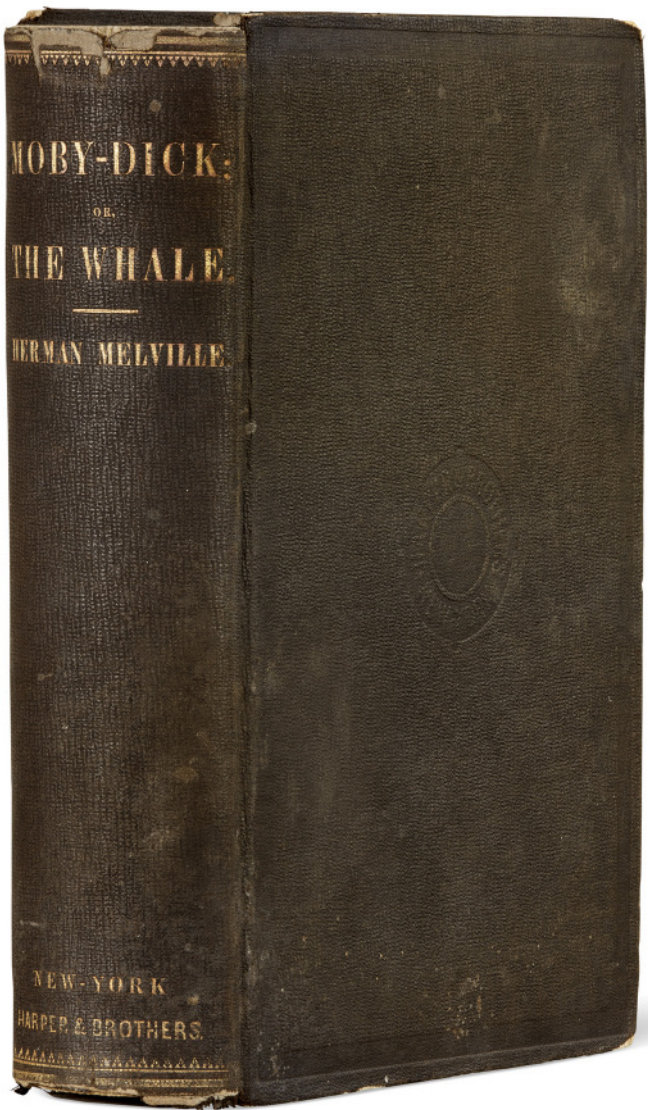 MOBY-DICK;
OR,
THE WHALE.
HERMAN MELVILLE.
NEW-YORK
HARPER & BROTHERS.